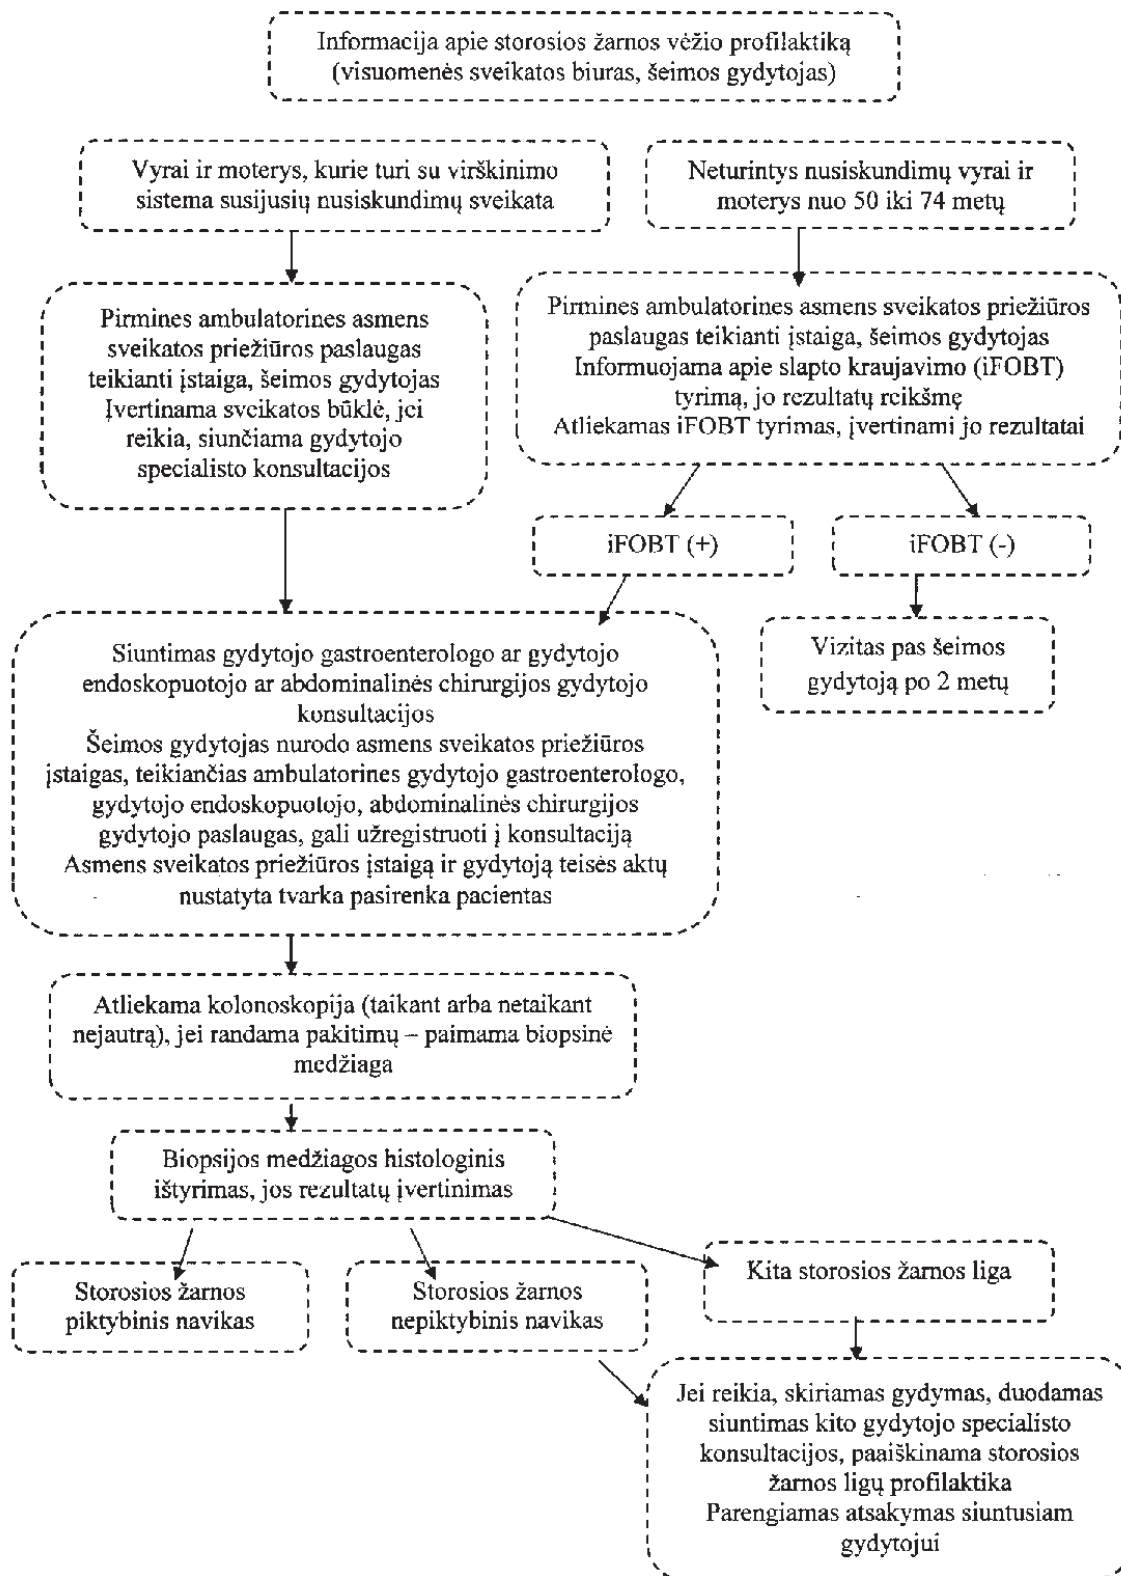 Informacija apie storosios žarnos vėžio profilaktiką
(visuomenės sveikatos biuras, šeimos gydytojas)
Vyrai ir moterys, kurie turi su virškinimo
sistema susijusių nusiskundimų sveikata
Neturintys nusiskundimų vyrai ir
moterys nuo 50 iki 74 metų
Pirmines ambulatorines asmens
sveikatos priežiūros paslaugas
teikianti įstaiga, šeimos gydytojas
Įvertinama sveikatos būklė, jei
reikia, siunčiama gydytojo
specialisto konsultacijos
Pirmines ambulatorines asmens sveikatos priežiūros
paslaugas teikianti įstaiga, šeimos gydytojas
Informuojama apie slapto kraujavimo (iFOBT)
tyrimą, jo rezultatų reikšmę
Atliekamas iFOBT tyrimas, įvertinami jo rezultatai
iFOBT (+)
iFOBT (-)
Vizitas pas šeimos
gydytoją po 2 metų
Siuntimas gydytojo gastroenterologo ar gydytojo
endoskopuotojo ar abdominalinės chirurgijos gydytojo
konsultacijos
Šeimos gydytojas nurodo asmens sveikatos priežiūros
įstaigas, teikiančias ambulatorines gydytojo gastroenterologo,
gydytojo endoskopuotojo, abdominalinės chirurgijos
gydytojo paslaugas, gali užregistruoti į konsultaciją
Asmens sveikatos priežiūros įstaigą ir gydytoją teisės aktų
nustatyta tvarka pasirenka pacientas
Atliekama kolonoskopija (taikant arba netaikant
nejautrą), jei randama pakitimų – paimama biopsinė
medžiaga
Biopsijos medžiagos histologinis
ištyrimas, jos rezultatų įvertinimas
Storosios žarnos
piktybinis navikas
Storosios žarnos
nepiktybinis navikas
Kita storosios žarnos liga
Jei reikia, skiriamas gydymas, duodamas
siuntimas kito gydytojo specialisto
konsultacijos, paaiškinama storosios
žarnos ligų profilaktika
Parengiamas atsakymas siuntusiam
gydytojui